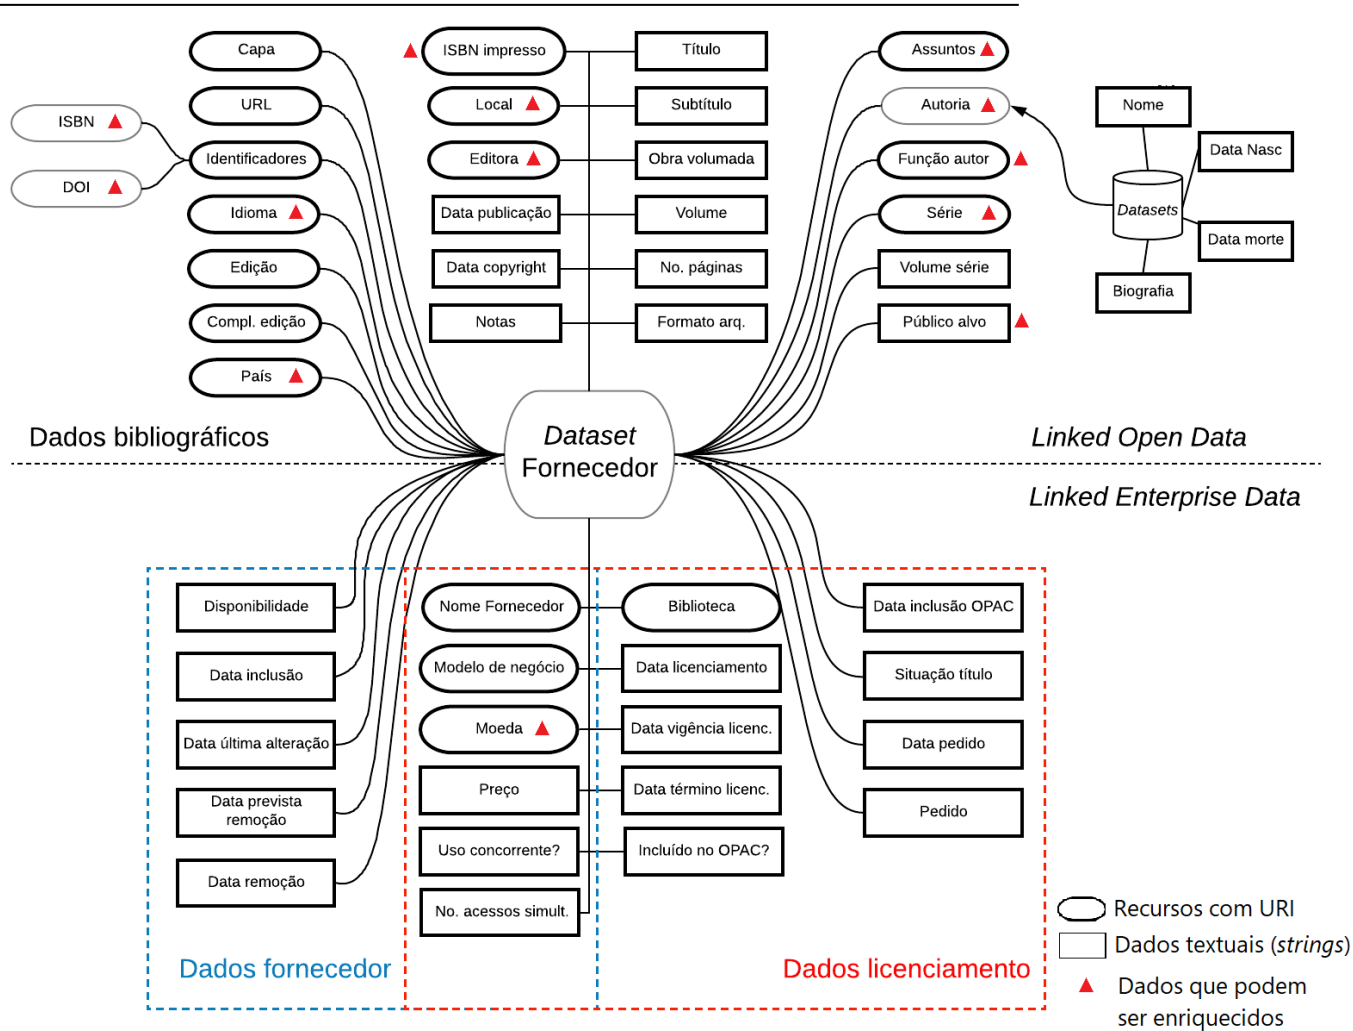 Capa
URL
Identificadores
Idioma
Edição
Compl. edição
País
ISBN
DOI
ISBN impresso
Local
Editora
Data publicação
Data copyright
Notas
Título
Subtítulo
Obra volumada
Volume
No. páginas
Formato arq.
Assuntos
Autoria
Função autor
Série
Volume série
Público alvo
Nome
Data Nasc
Datasets
Data morte
Biografia
Dados bibliográficos
Dataset
Fornecedor
Linked Open Data
Linked Enterprise Data
Disponibilidade
Data inclusão
Data última alteração
Data prevista
remoção
Data remoção
Nome Fornecedor
Modelo de negócio
Moeda
Preço
Uso concorrente?
No. acessos simult.
Biblioteca
Data licenciamento
Data vigência licenc.
Data término licenc.
Incluído no OPAC?
Data inclusão OPAC
Situação título
Data pedido
Pedido
Dados fornecedor
Dados licenciamento
Recursos com URI
Dados textuais (strings)
Dados que podem
ser enriquecidos